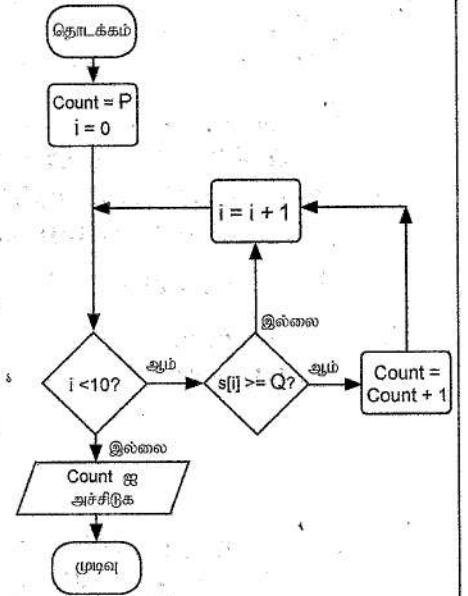 தொடக்கம்
Count = P
i = 0
i = i + 1
இல்லை
i <10?
ஆம்
s[i] >= Q?
ஆம்
Count =
Count + 1
இல்லை
Count ஐ
அச்சிடுக
முடிவு